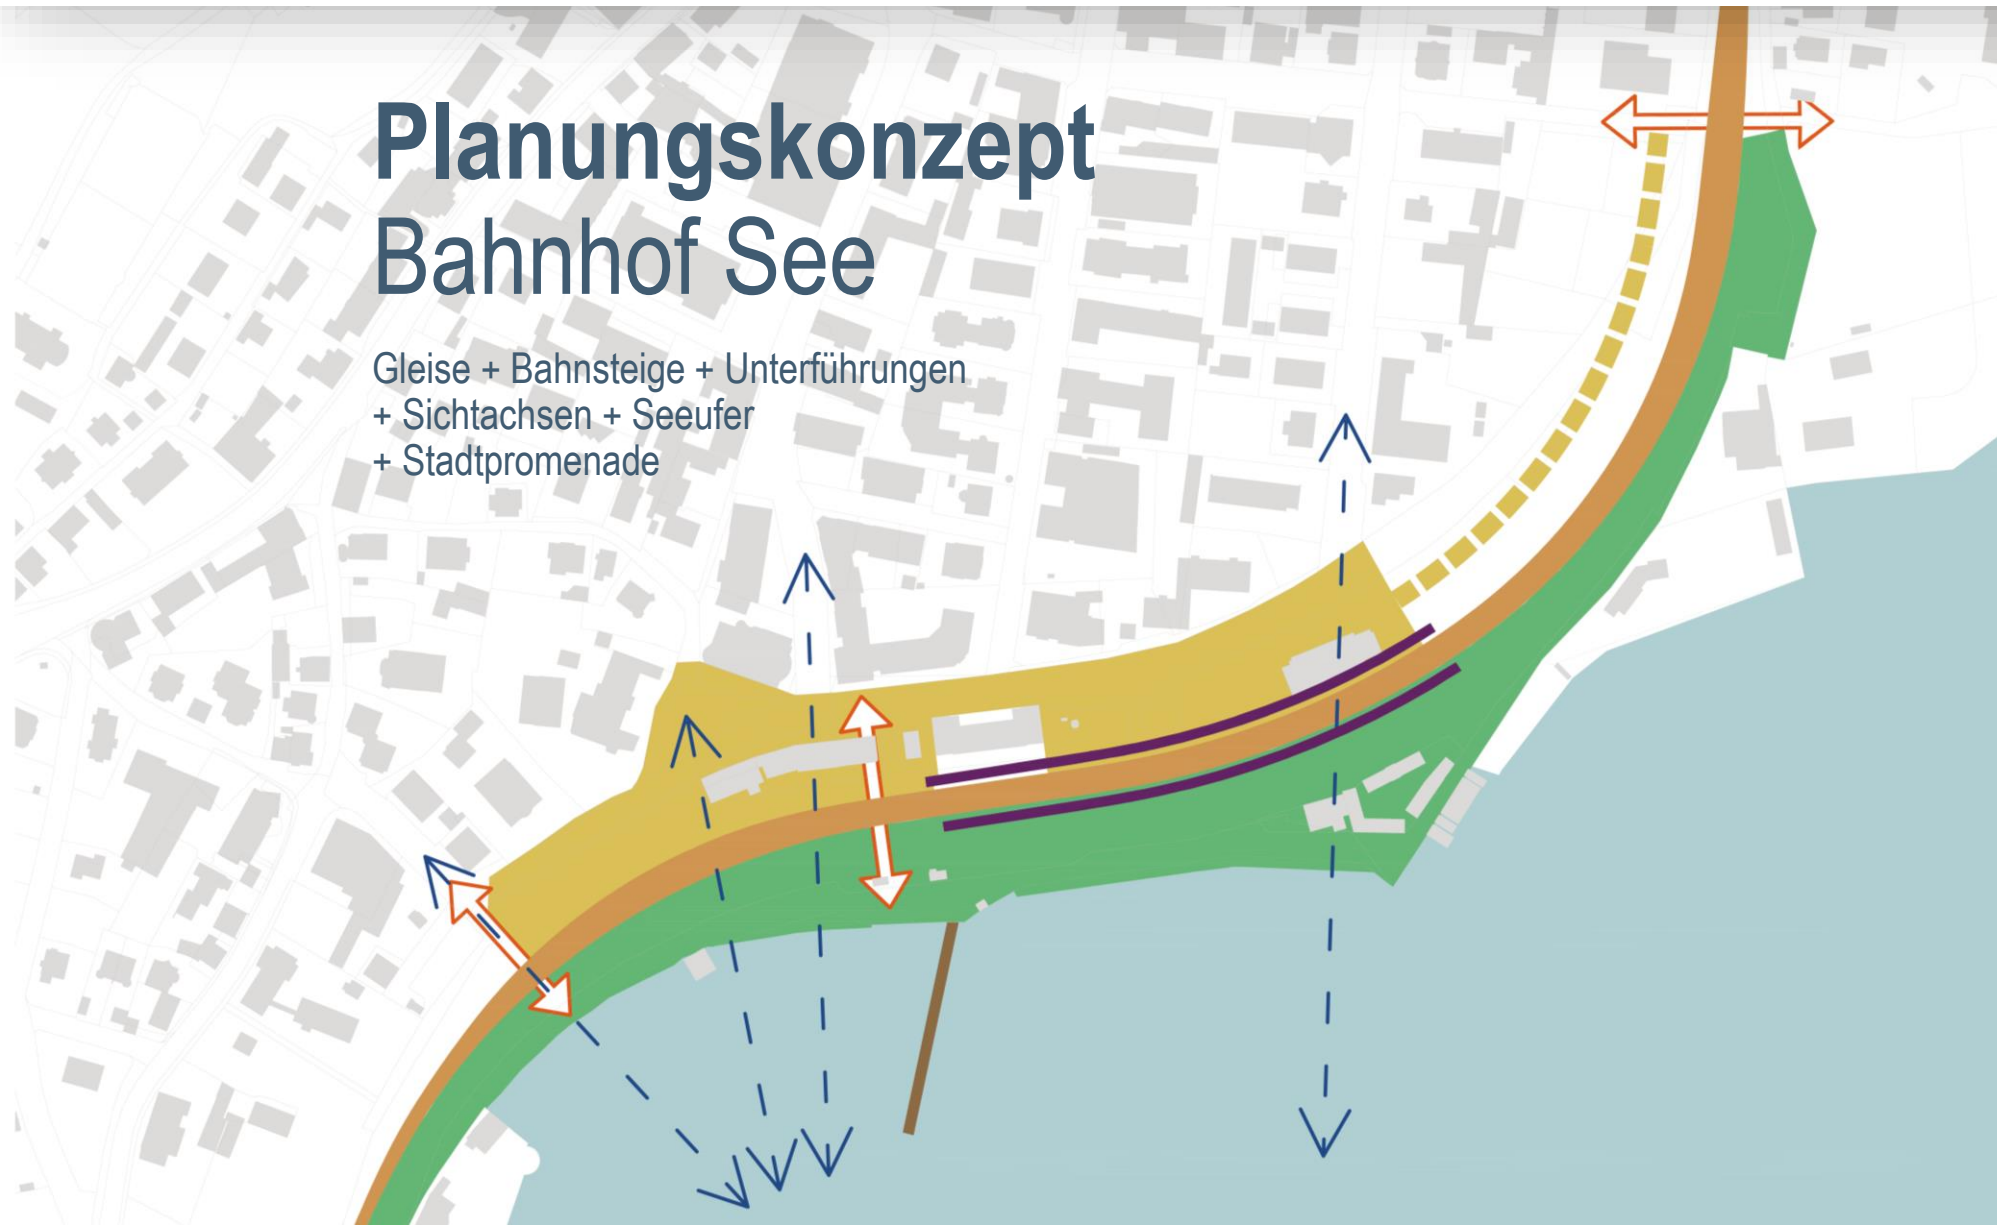 Planungskonzept
Bahnhof See
Gleise + Bahnsteige + Unterführungen
+ Sichtachsen + Seeufer
+ Stadtpromenade